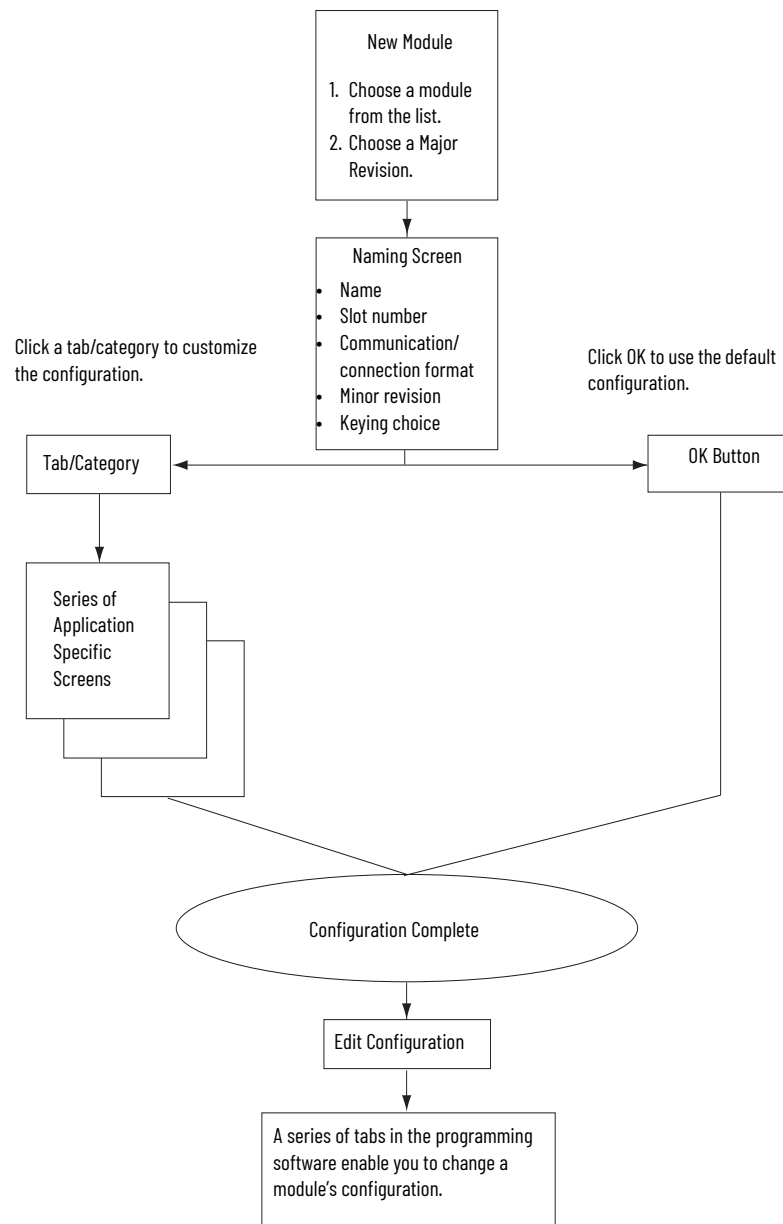 New Module
1. Choose a module
from the list.
2. Choose a Major
Revision.
Naming Screen
• Name
• Slot number
• Communication/
connection format
• Minor revision
• Keying choice
Click a tab/category to customize
the configuration.
Click OK to use the default
configuration.
Tab/Category
OK Button
Series of
Application
Specific
Screens
Configuration Complete
Edit Configuration
A series of tabs in the programming
software enable you to change a
module’s configuration.